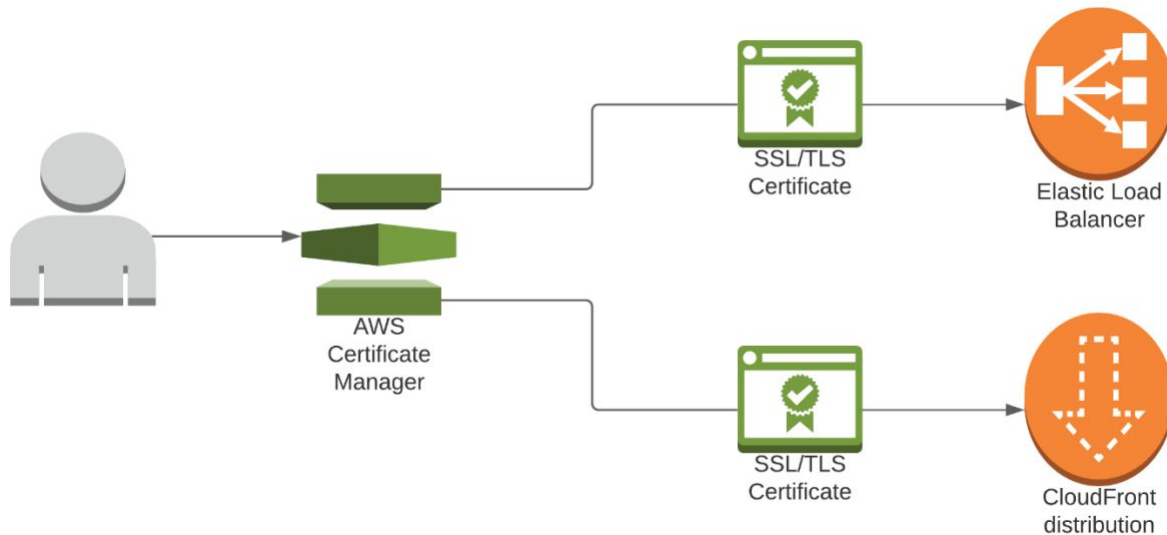 SSL/TLS
Certificate
Elastic Load
Balancer
AWS
Certificate
Manager
SSL/TLS
Certificate
CloudFront
distribution